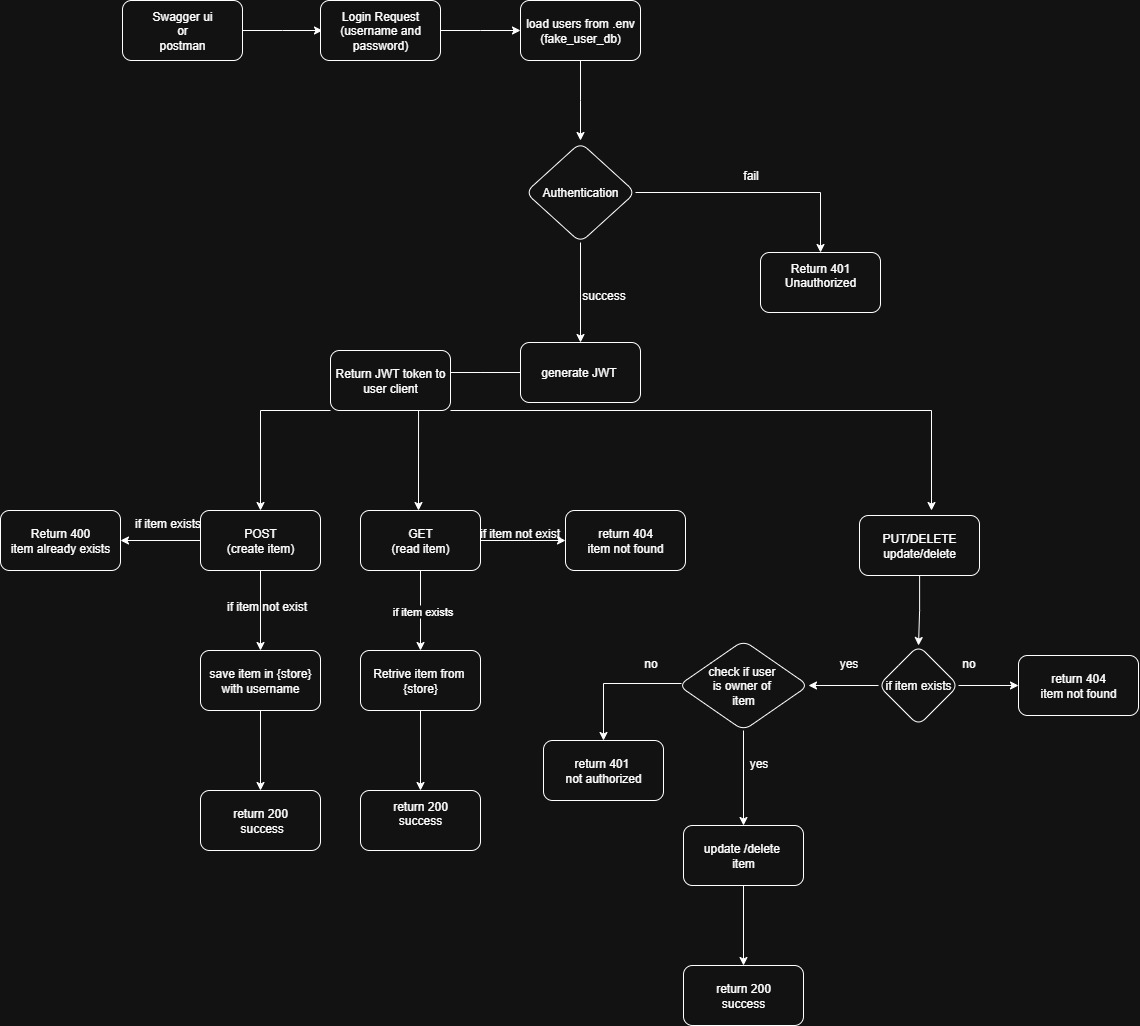 Swagger ui
or
postman
Login Request
(username and
password)
load users from .env
(fake_user_db)
Authentication
fail
Return 401
Unauthorized
success
generate JWT
Return JWT token to
user client
POST
(create item)
if item exists
Return 400
item already exists
if item not exist
save item in {store}
with username
return 200
success
GET
(read item)
if item not exist
return 404
item not found
if item exists
Retrive item from
{store}
return 200
success
PUT/DELETE
update/delete
if item exists
no
return 404
item not found
yes
check if user
is owner of
item
no
return 401
not authorized
yes
update /delete
item
return 200
success